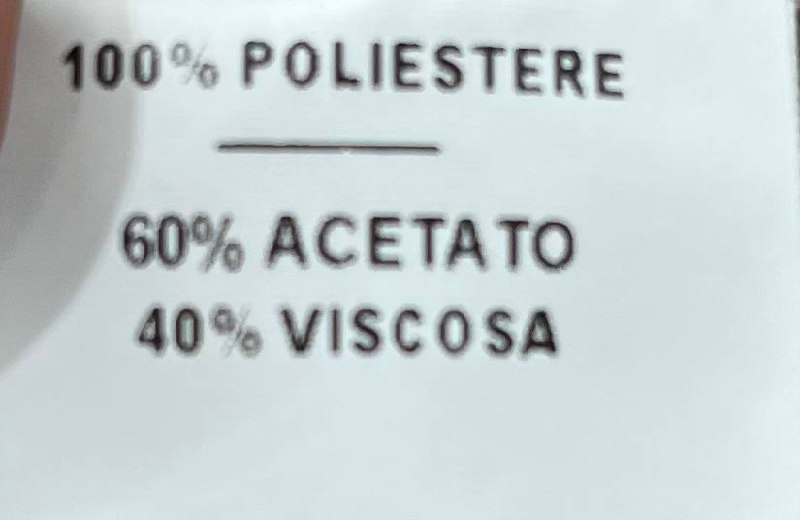 100% POLIESTERE
60% ACETATO
40% VISCOSA